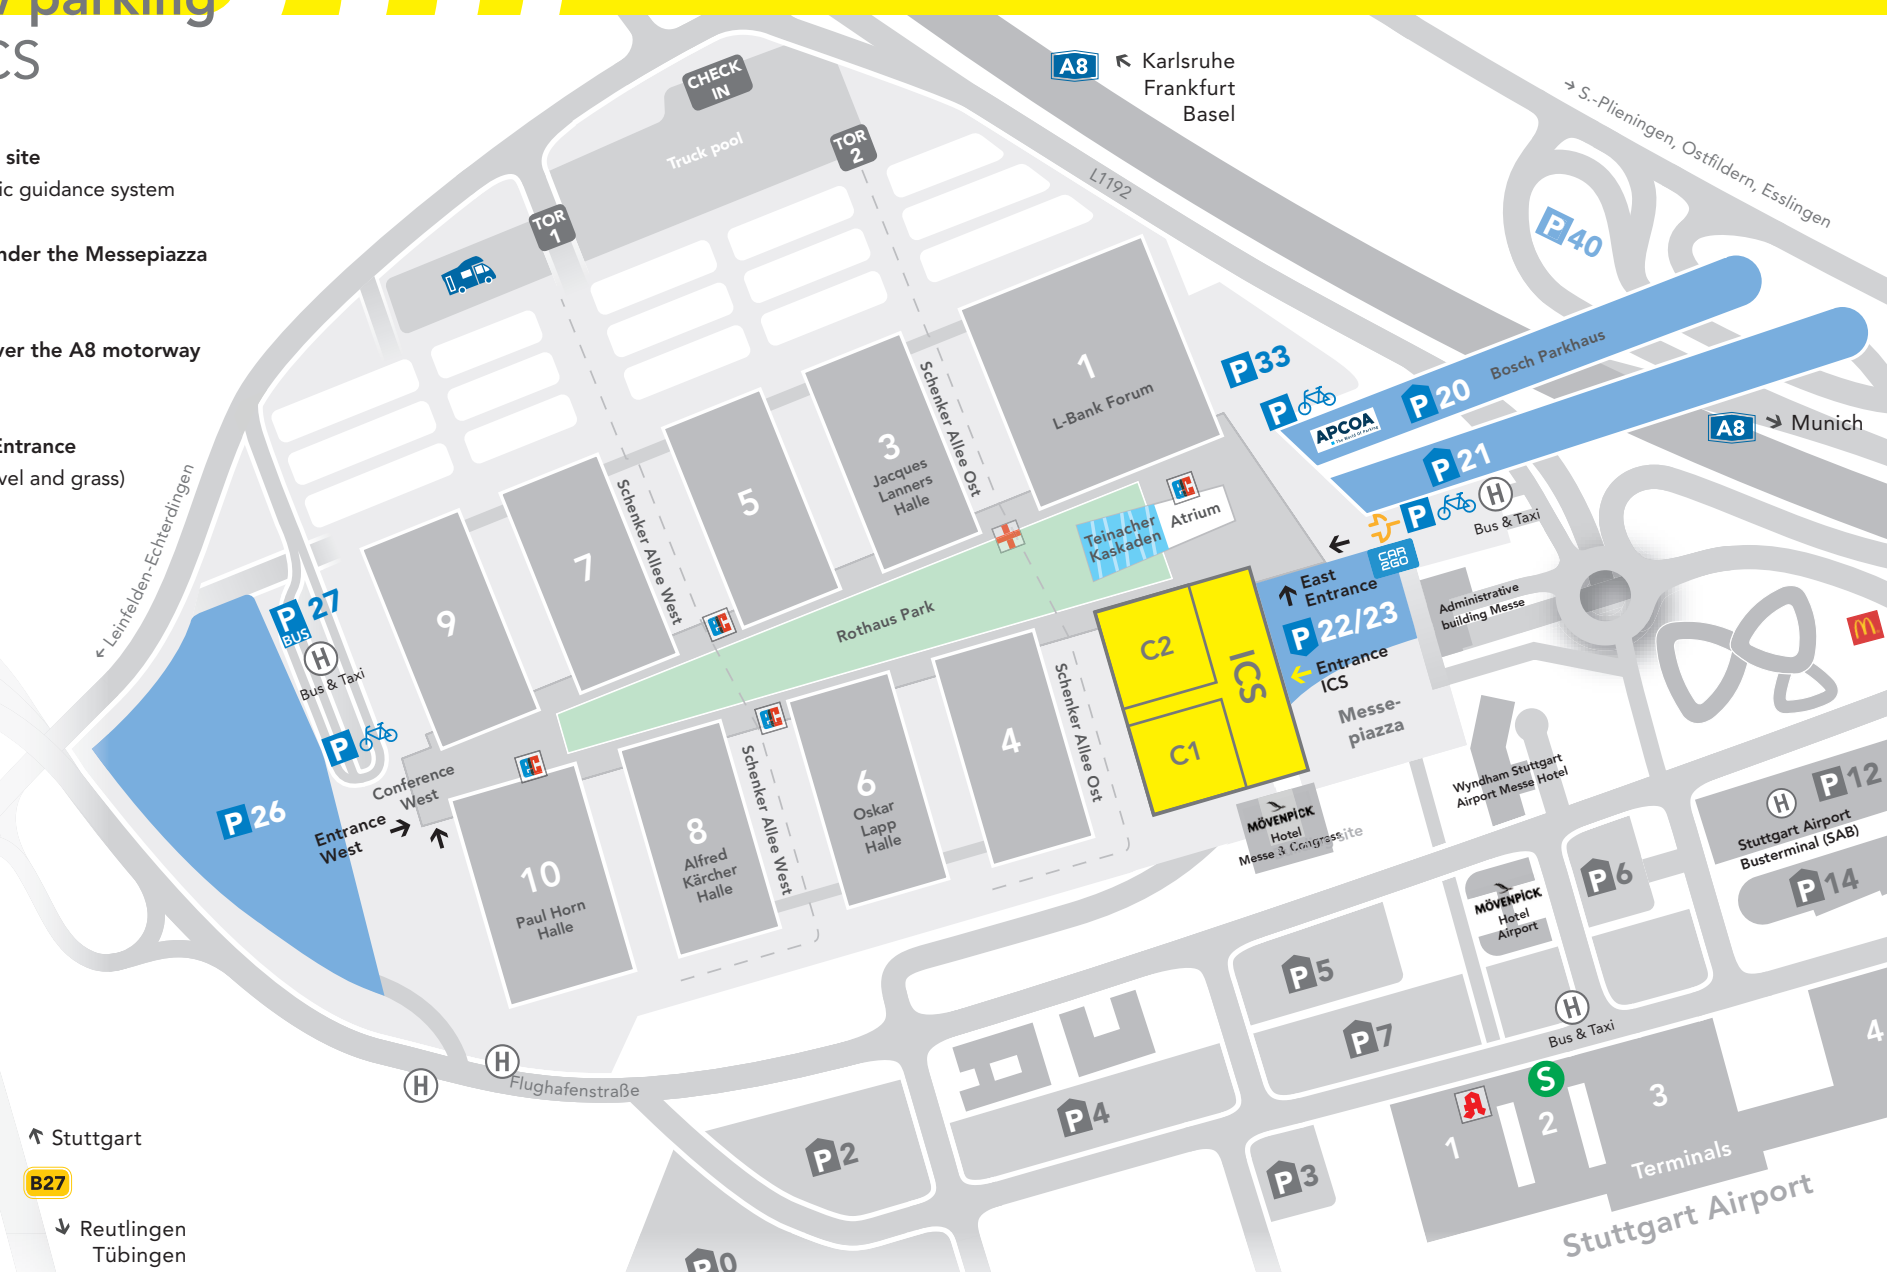 parking
CS
site
ic guidance system
nder the Messepiazza
ver the A8 motorway
Entrance
vel and grass)
CHECK
IN
Truck pool
TOR
2
TOR
1
A8
Karlsruhe
Frankfurt
Basel
S.-Plieningen, Ostfildern, Esslingen
L1192
P40
Bosch Parkhaus
P33
P
APCOA
P20
P21
A8
Munich
P
H
Bus & Taxi
CAR
2GO
1
L-Bank Forum
3
Jacques
Lanners
Halle
5
7
9
Schenker Allee Ost
Schenker Allee West
Teinacher
Kaskaden
Atrium
Rothaus Park
East
Entrance
P22/23
Entrance
ICS
Messe-
piazza
Administrative
building Messe
C2
ICS
C1
4
6
Oskar
Lapp
Halle
8
Alfred
Kärcher
Halle
10
Paul Horn
Halle
Schenker Allee Ost
Schenker Allee West
Leinfelden-Echterdingen
P27
BUS
H
Bus & Taxi
P
Conference
West
Entrance
West
P26
MÖVENPICK
Hotel
Messe & Congress
site
Wyndham Stuttgart
Airport Messe Hotel
P12
H
Stuttgart Airport
Busterminal (SAB)
P14
P6
MÖVENPICK
Hotel
Airport
P5
P7
H
Bus & Taxi
S
1
2
3
4
Terminals
Stuttgart Airport
P4
P3
P2
P0
H
H
Flughafenstraße
Stuttgart
B27
Reutlingen
Tübingen